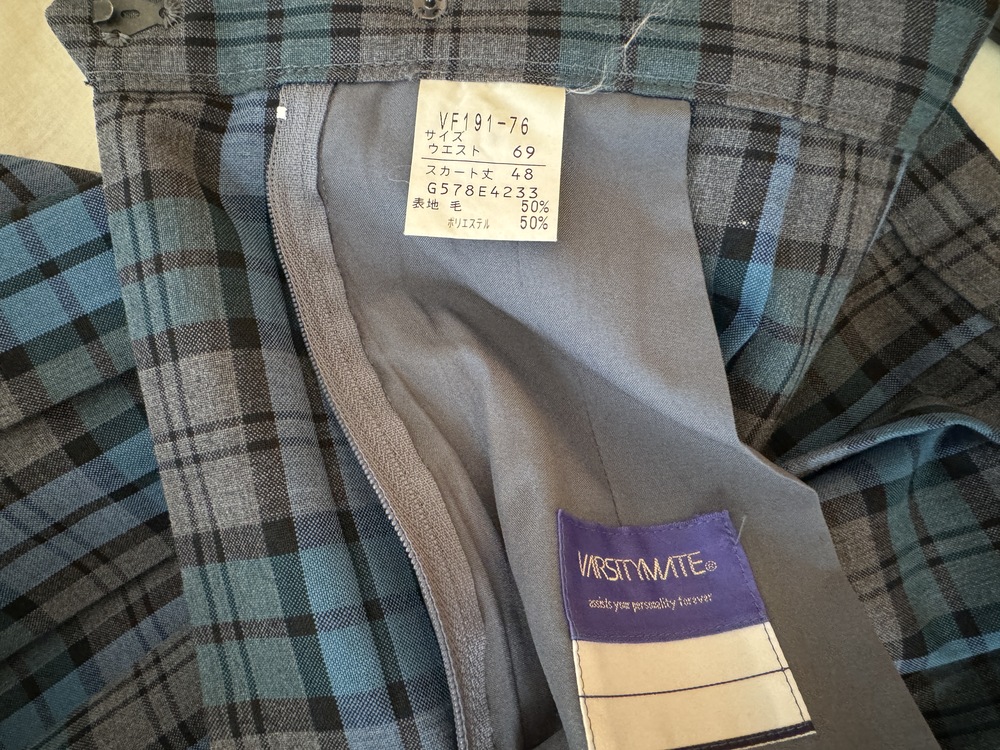 VF191-76
サイズ
ウエスト 69
スカート丈 48
G578E4233
表地 毛 50%
ポリエステル 50%
VARSITYMATE®
assists your personality forever